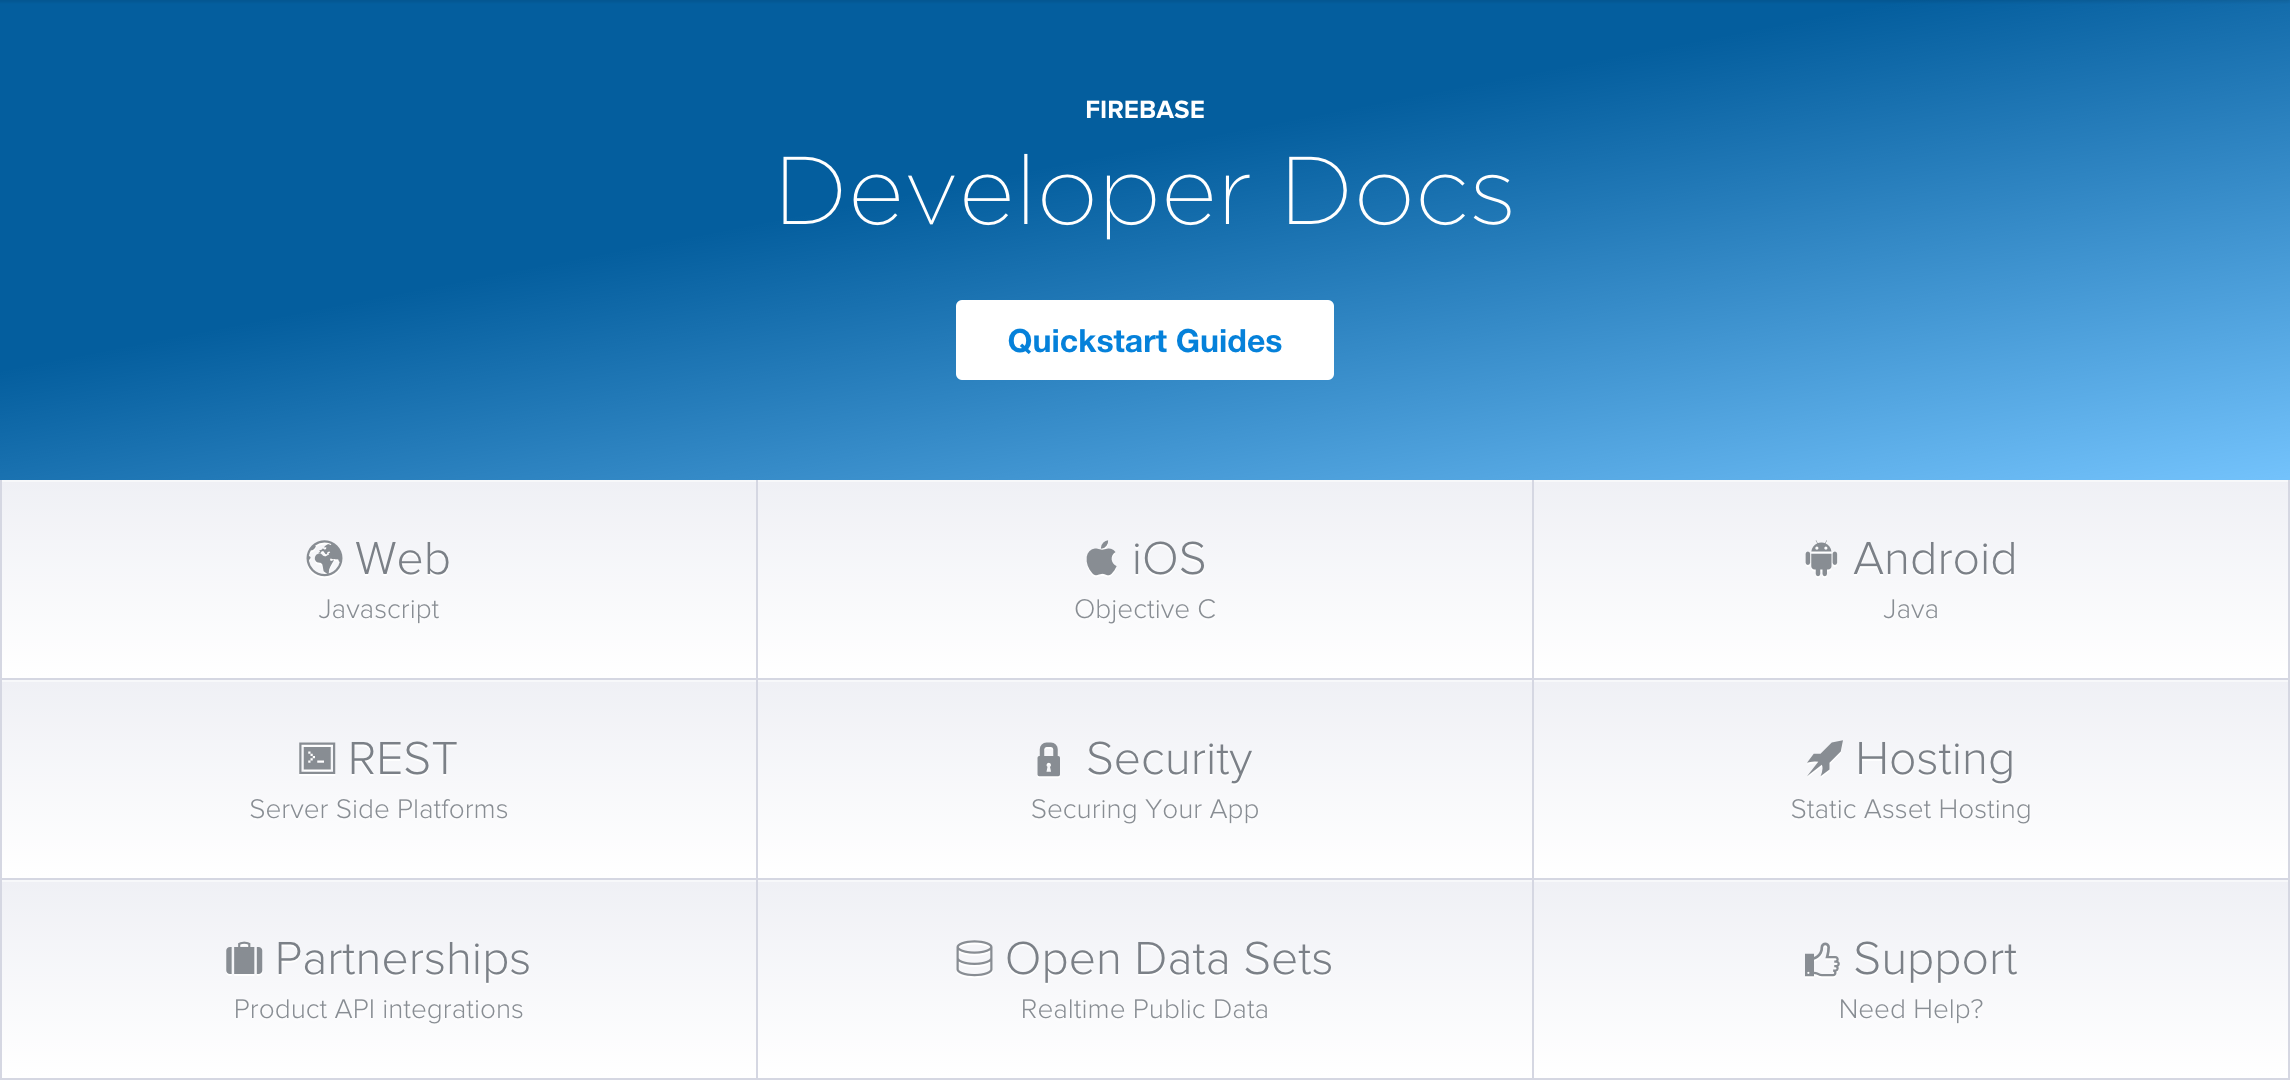 FIREBASE
Developer Docs
Quickstart Guides
Web
Javascript
iOS
Objective C
Android
Java
REST
Server Side Platforms
Security
Securing Your App
Hosting
Static Asset Hosting
Partnerships
Product API integrations
Open Data Sets
Realtime Public Data
Support
Need Help?